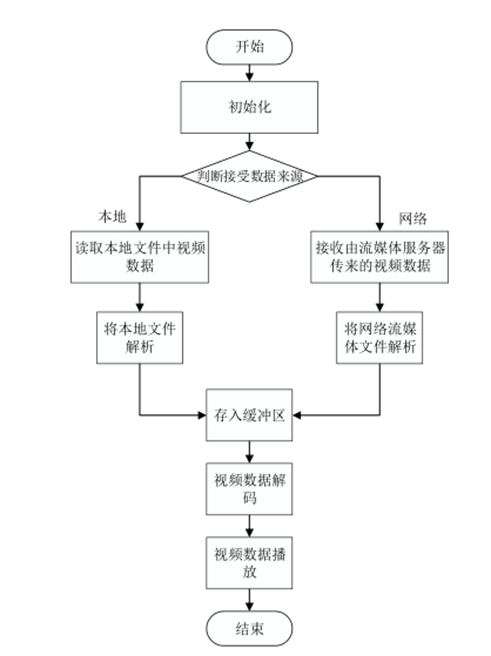 开始
初始化
判断接受数据来源
本地
网络
读取本地文件中视频
数据
接收由流媒体服务器
传来的视频数据
将本地文件
解析
将网络流媒
体文件解析
存入缓冲区
视频数据解
码
视频数据播
放
结束